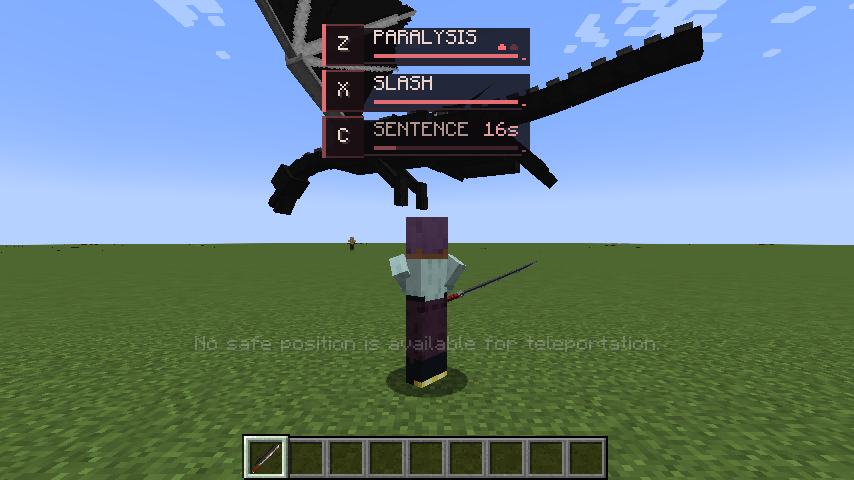 Z PARALYSIS
X SLASH
C SENTENCE 16s
No safe position is available for teleportation.